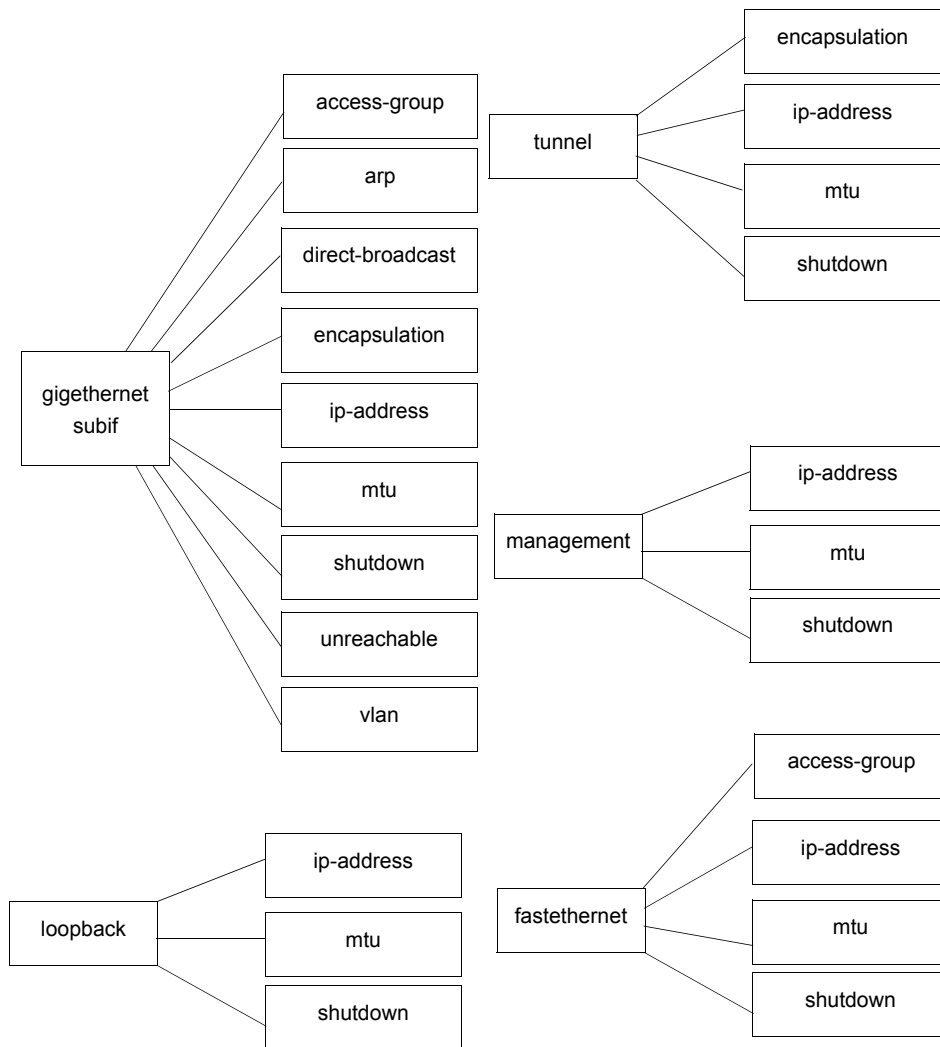 gigethernet
subif
access-group
arp
direct-broadcast
encapsulation
ip-address
mtu
shutdown
unreachable
vlan
tunnel
encapsulation
ip-address
mtu
shutdown
management
ip-address
mtu
shutdown
loopback
ip-address
mtu
shutdown
fastethernet
access-group
ip-address
mtu
shutdown